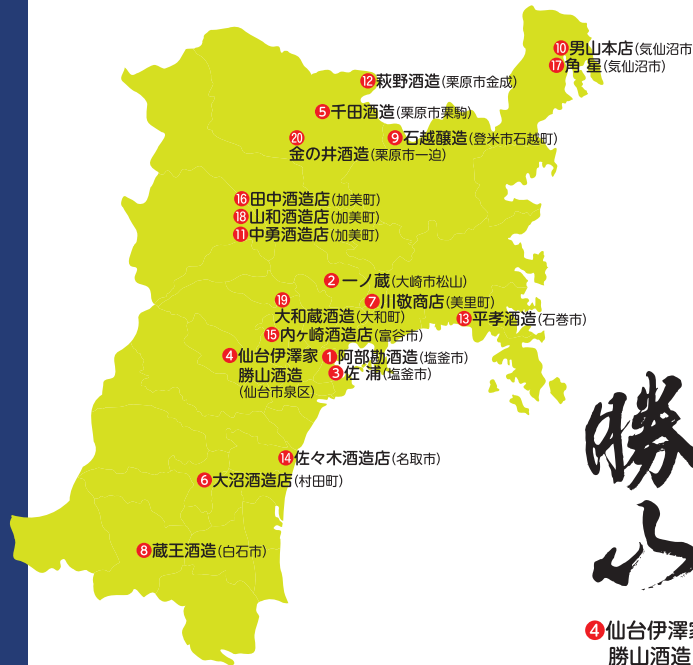 ⑩男山本店(気仙沼市
⑰角 星(気仙沼市)
⑫萩野酒造(栗原市金成)
⑤千田酒造(栗原市栗駒)
⑳
金の井酒造(栗原市一迫)
⑨石越醸造(登米市石越町)
⑯田中酒造店(加美町)
⑱山和酒造店(加美町)
⑪中勇酒造店(加美町)
②一ノ蔵(大崎市松山)
⑲
大和蔵酒造(大和町)
⑦川敬商店(美里町)
⑬平孝酒造(石巻市)
⑮内ヶ崎酒造店(富谷市)
④仙台伊澤家
勝山酒造
(仙台市泉区)
①阿部勘酒造(塩釜市)
③佐 浦(塩釜市)
⑭佐々木酒造店(名取市)
⑥大沼酒造店(村田町)
⑧蔵王酒造(白石市)
勝
山
④仙台伊澤家
勝山酒造